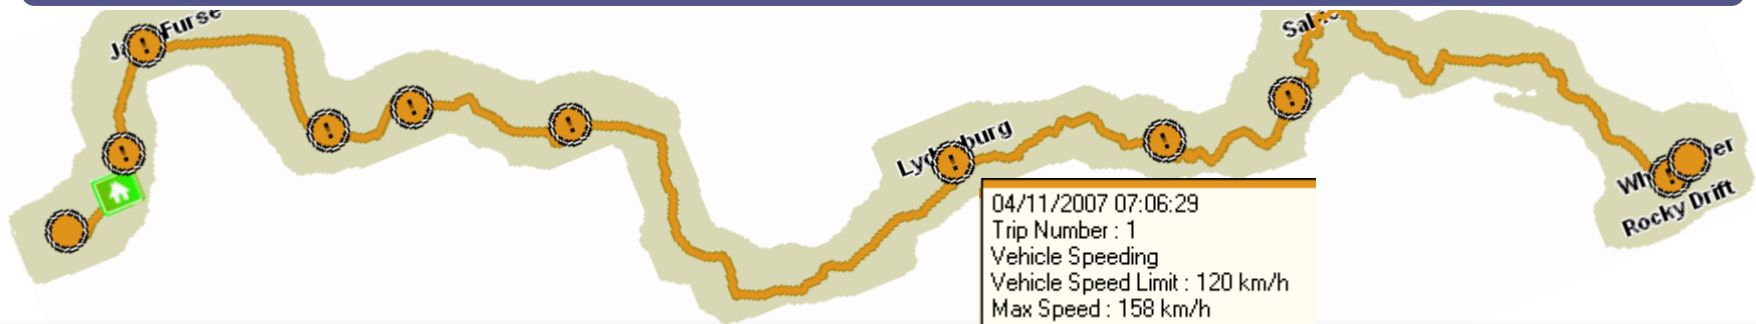 Furse
04/11/2007 07:06:29
Trip Number : 1
Vehicle Speeding
Vehicle Speed Limit : 120 km/h
Max Speed : 158 km/h
Rocky Drift